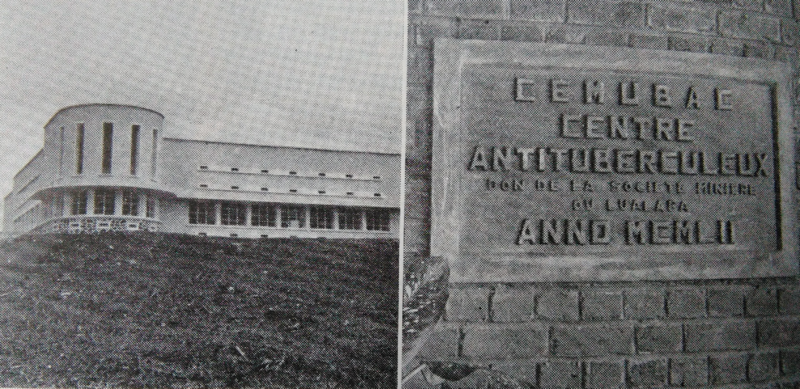 CEMUBAC
CENTRE
ANTITUBERCULEUX
DON DE LA SOCIETE MINIERE
DU LUALABA
ANNO MCMLII